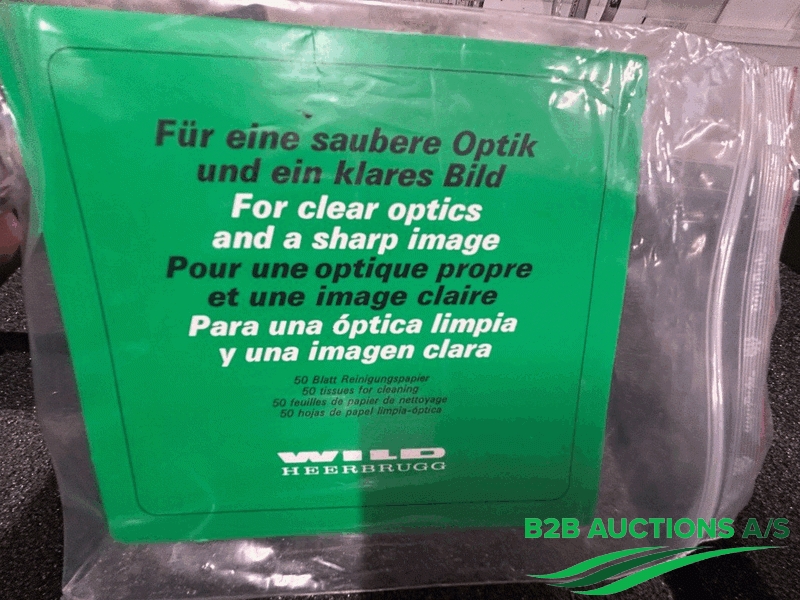 Für eine saubere Optik
und ein klares Bild
For clear optics
and a sharp image
Pour une optique propre
et une image claire
Para una óptica limpia
y una imagen clara
50 Blatt Reinigungspapier
50 tissues for cleaning
50 feuilles de papier de nettoyage
50 hojas de papel limpia-óptica
WILD
HEERBRUGG
B2B AUCTIONS A/S